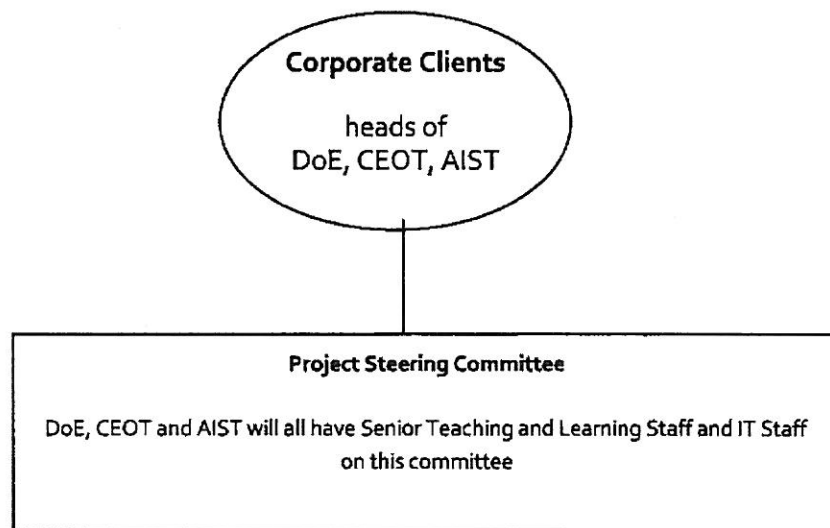 Corporate Clients
heads of
DoE, CEOT, AIST
Project Steering Committee
DoE, CEOT and AIST will all have Senior Teaching and Learning Staff and IT Staff
on this committee